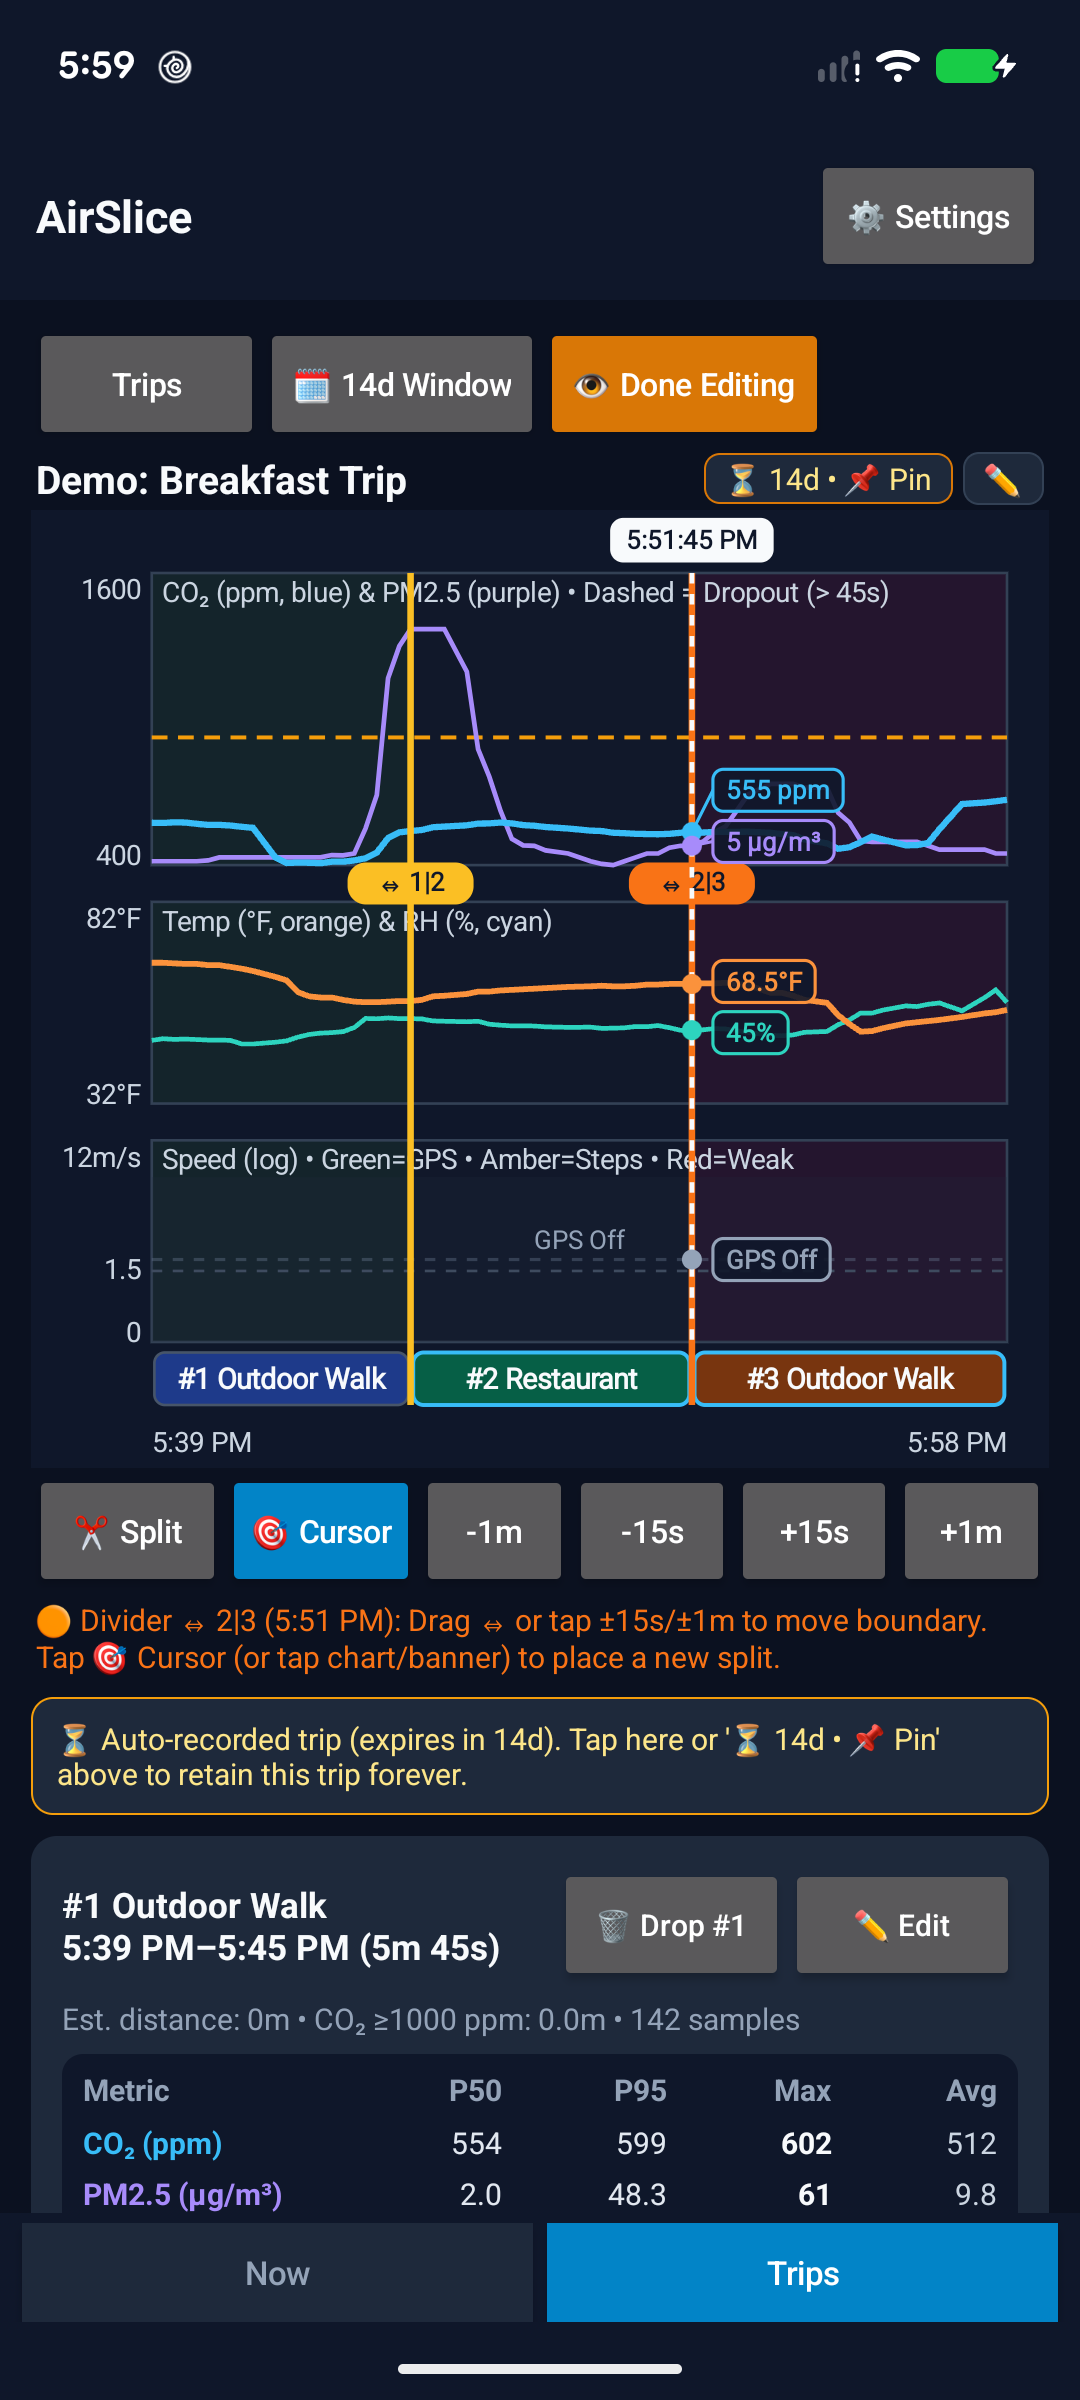 5:59
AirSlice
⚙️ Settings
Trips
🗓️ 14d Window
👁️ Done Editing
Demo: Breakfast Trip
⏳ 14d • 📌 Pin
✏️
5:51:45 PM
1600
CO₂ (ppm, blue) & PM2.5 (purple) • Dashed = Dropout (> 45s)
555 ppm
5 µg/m³
400
⇔ 1|2
⇔ 2|3
82°F
Temp (°F, orange) & RH (%, cyan)
68.5°F
45%
32°F
12m/s
Speed (log) • Green=GPS • Amber=Steps • Red=Weak
GPS Off
GPS Off
1.5
0
#1 Outdoor Walk
#2 Restaurant
#3 Outdoor Walk
5:39 PM
5:58 PM
✂️ Split
🎯 Cursor
-1m
-15s
+15s
+1m
🟠 Divider ⇔ 2|3 (5:51 PM): Drag ⇔ or tap ±15s/±1m to move boundary.
Tap 🎯 Cursor (or tap chart/banner) to place a new split.
⏳ Auto-recorded trip (expires in 14d). Tap here or '⏳ 14d • 📌 Pin'
above to retain this trip forever.
#1 Outdoor Walk
5:39 PM–5:45 PM (5m 45s)
🗑️ Drop #1
✏️ Edit
Est. distance: 0m • CO₂ ≥1000 ppm: 0.0m • 142 samples
Metric P50 P95 Max Avg
CO₂ (ppm) 554 599 602 512
PM2.5 (µg/m³) 2.0 48.3 61 9.8
Now
Trips